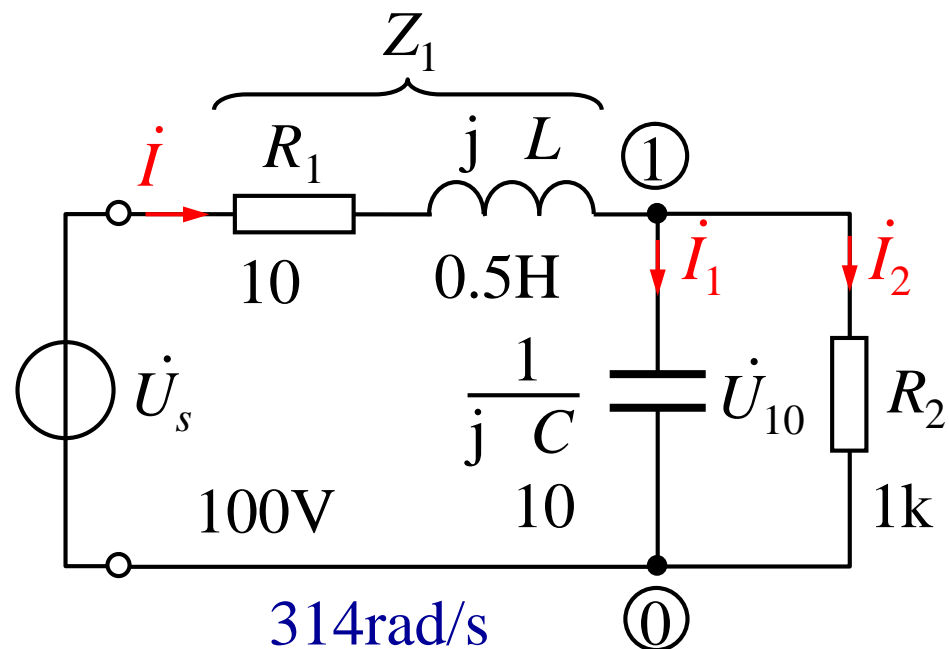 Z₁
İ
R₁
j L
①
10
0.5H
İ₁
İ₂
U̇ₛ
1
j C
U̇₁₀
R₂
100V
10
1k
314rad/s
⓪